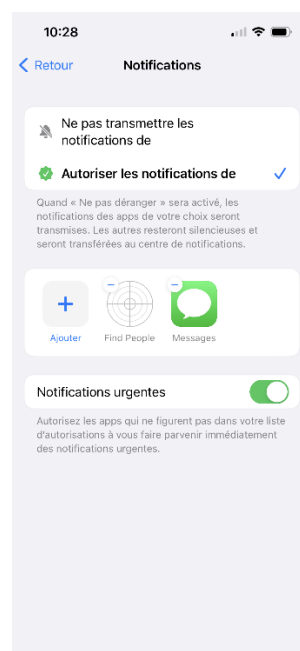 10:28
Retour
Notifications
Ne pas transmettre les
notifications de
Autoriser les notifications de
Quand « Ne pas déranger » sera activé, les
notifications des apps de votre choix seront
transmises. Les autres resteront silencieuses et
seront transférées au centre de notifications.
Ajouter
Find People
Messages
Notifications urgentes
Autorisez les apps qui ne figurent pas dans votre liste
d'autorisations à vous faire parvenir immédiatement
des notifications urgentes.